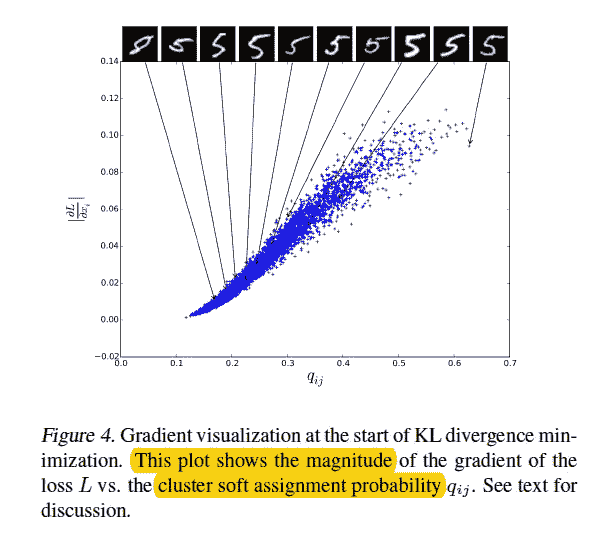 0.14
0.12
0.10
0.08
0.06
0.04
0.02
0.00
−0.02
0.0 0.1 0.2 0.3 0.4 0.5 0.6 0.7
|∂L/∂z_i|
q_ij
Figure 4. Gradient visualization at the start of KL divergence min-
imization. This plot shows the magnitude of the gradient of the
loss L vs. the cluster soft assignment probability q_ij. See text for
discussion.